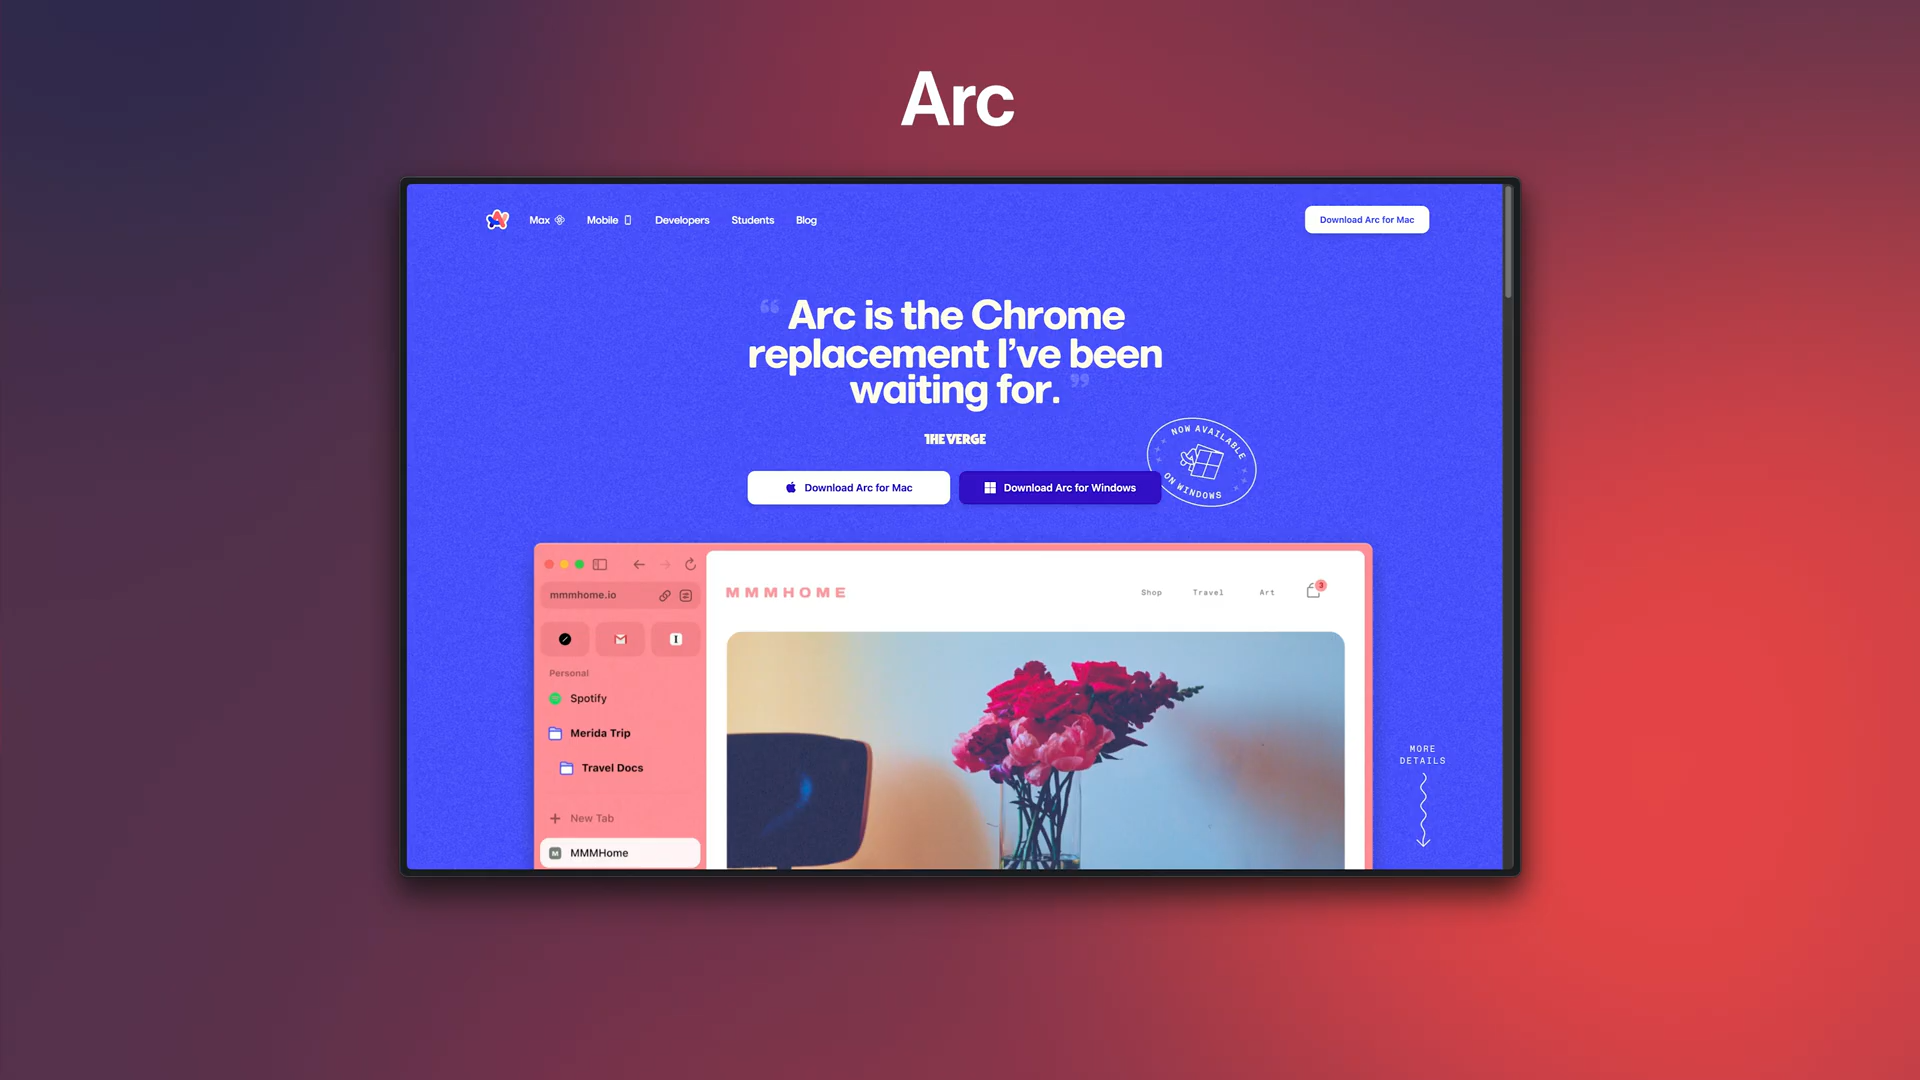 Arc
Max
Mobile
Developers
Students
Blog
Download Arc for Mac
“ Arc is the Chrome
replacement I’ve been
waiting for. ”
THE VERGE
Download Arc for Mac
Download Arc for Windows
NOW AVAILABLE
ON WINDOWS
mmmhome.io
Personal
Spotify
Merida Trip
Travel Docs
New Tab
M
MMMHome
MMMHOME
Shop
Travel
Art
3
I
MORE
DETAILS